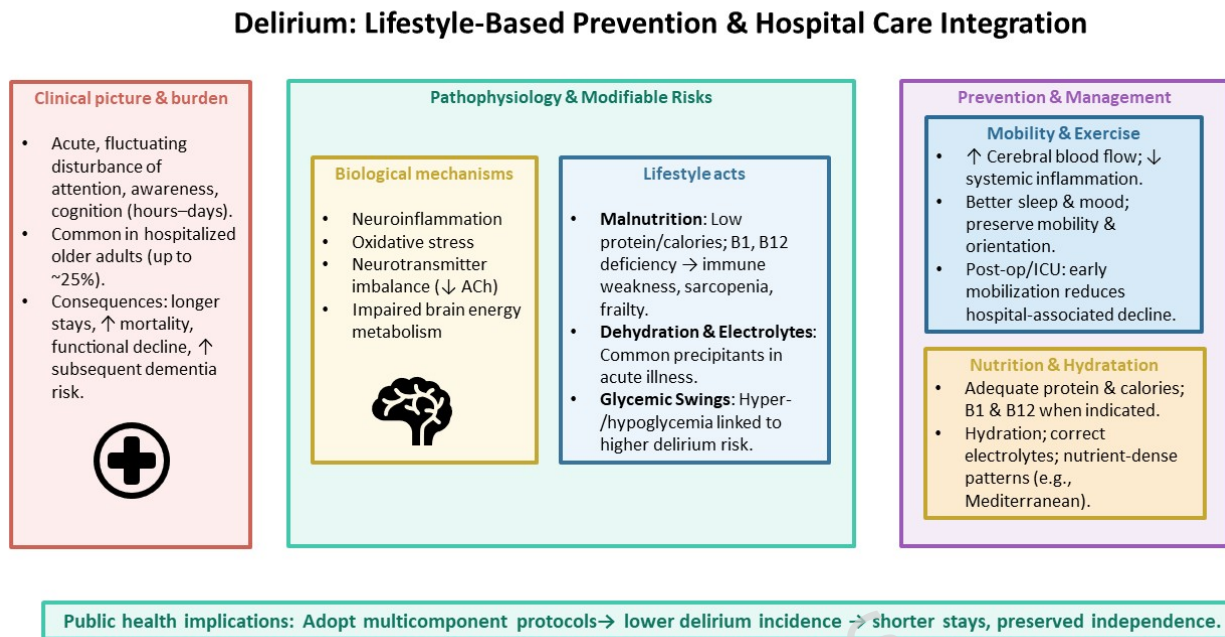 Delirium: Lifestyle-Based Prevention & Hospital Care Integration
Clinical picture & burden
• Acute, fluctuating
disturbance of
attention, awareness,
cognition (hours–days).
• Common in hospitalized
older adults (up to
~25%).
• Consequences: longer
stays, ↑ mortality,
functional decline, ↑
subsequent dementia
risk.
Pathophysiology & Modifiable Risks
Biological mechanisms
• Neuroinflammation
• Oxidative stress
• Neurotransmitter
imbalance (↓ ACh)
• Impaired brain energy
metabolism
Lifestyle acts
• Malnutrition: Low
protein/calories; B1, B12
deficiency → immune
weakness, sarcopenia,
frailty.
• Dehydration & Electrolytes:
Common precipitants in
acute illness.
• Glycemic Swings: Hyper-
/hypoglycemia linked to
higher delirium risk.
Prevention & Management
Mobility & Exercise
• ↑ Cerebral blood flow; ↓
systemic inflammation.
• Better sleep & mood;
preserve mobility &
orientation.
• Post-op/ICU: early
mobilization reduces
hospital-associated decline.
Nutrition & Hydratation
• Adequate protein & calories;
B1 & B12 when indicated.
• Hydration; correct
electrolytes; nutrient-dense
patterns (e.g.,
Mediterranean).
Public health implications: Adopt multicomponent protocols→ lower delirium incidence → shorter stays, preserved independence.